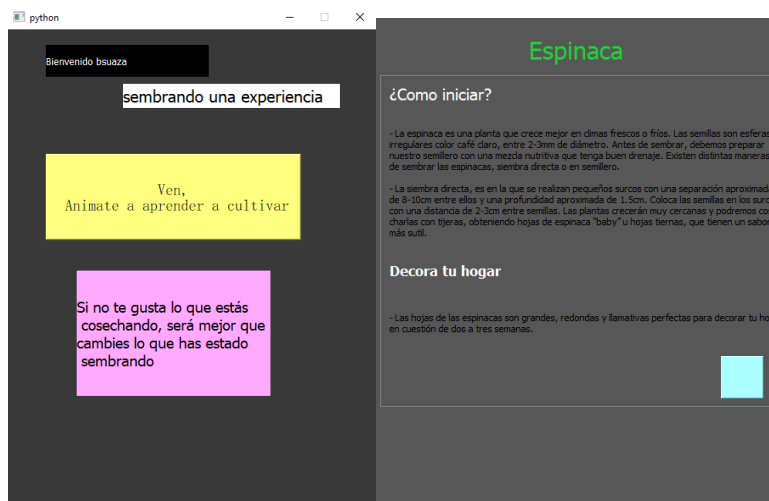 python
Bienvenido bsuaza
sembrando una experiencia
Ven,
Animate a aprender a cultivar
Si no te gusta lo que estás
cosechando, será mejor que
cambies lo que has estado
sembrando
Espinaca
¿Como iniciar?
- La espinaca es una planta que crece mejor en climas frescos o fríos. Las semillas son esferas
irregulares color café claro, entre 2-3mm de diámetro. Antes de sembrar, debemos preparar
nuestro semillero con una mezcla nutritiva que tenga buen drenaje. Existen distintas maneras
de sembrar las espinacas, siembra directa o en semillero.
- La siembra directa, es en la que se realizan pequeños surcos con una separación aproximad
de 8-10cm entre ellos y una profundidad aproximada de 1.5cm. Coloca las semillas en los surc
con una distancia de 2-3cm entre semillas. Las plantas crecerán muy cercanas y podremos co
charlas con tijeras, obteniendo hojas de espinaca "baby" u hojas tiernas, que tienen un sabor
más sutil.
Decora tu hogar
- Las hojas de las espinacas son grandes, redondas y llamativas perfectas para decorar tu ho
en cuestión de dos a tres semanas.